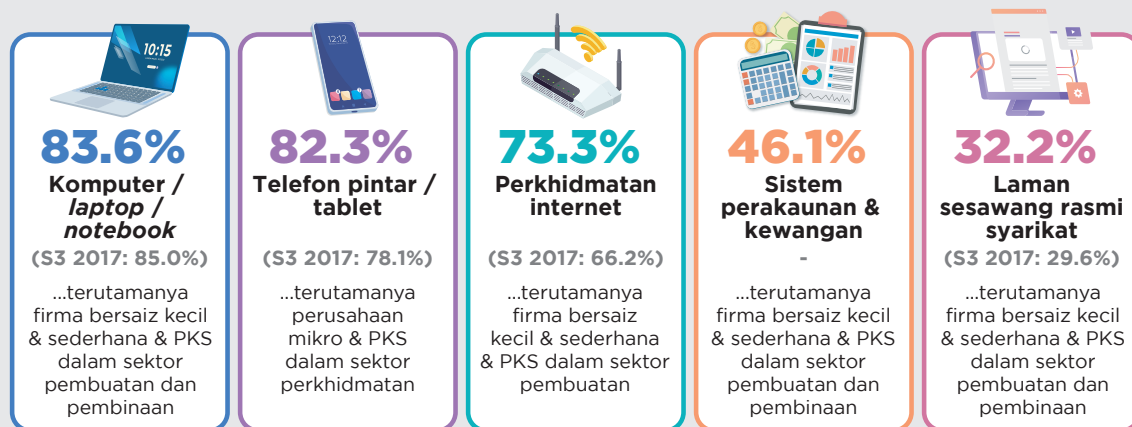 10:15
83.6%
Komputer /
laptop /
notebook
(S3 2017: 85.0%)
...terutamanya
firma bersaiz kecil
& sederhana & PKS
dalam sektor
pembuatan dan
pembinaan
12:12
82.3%
Telefon pintar /
tablet
(S3 2017: 78.1%)
...terutamanya
perusahaan
mikro & PKS
dalam sektor
perkhidmatan
73.3%
Perkhidmatan
internet
(S3 2017: 66.2%)
...terutamanya
firma bersaiz
kecil & sederhana
& PKS dalam sektor
pembuatan
46.1%
Sistem
perakaunan &
kewangan
-
...terutamanya
firma bersaiz kecil
& sederhana & PKS
dalam sektor
pembuatan dan
pembinaan
32.2%
Laman
sesawang rasmi
syarikat
(S3 2017: 29.6%)
...terutamanya
firma bersaiz kecil
& sederhana & PKS
dalam sektor
pembuatan dan
pembinaan